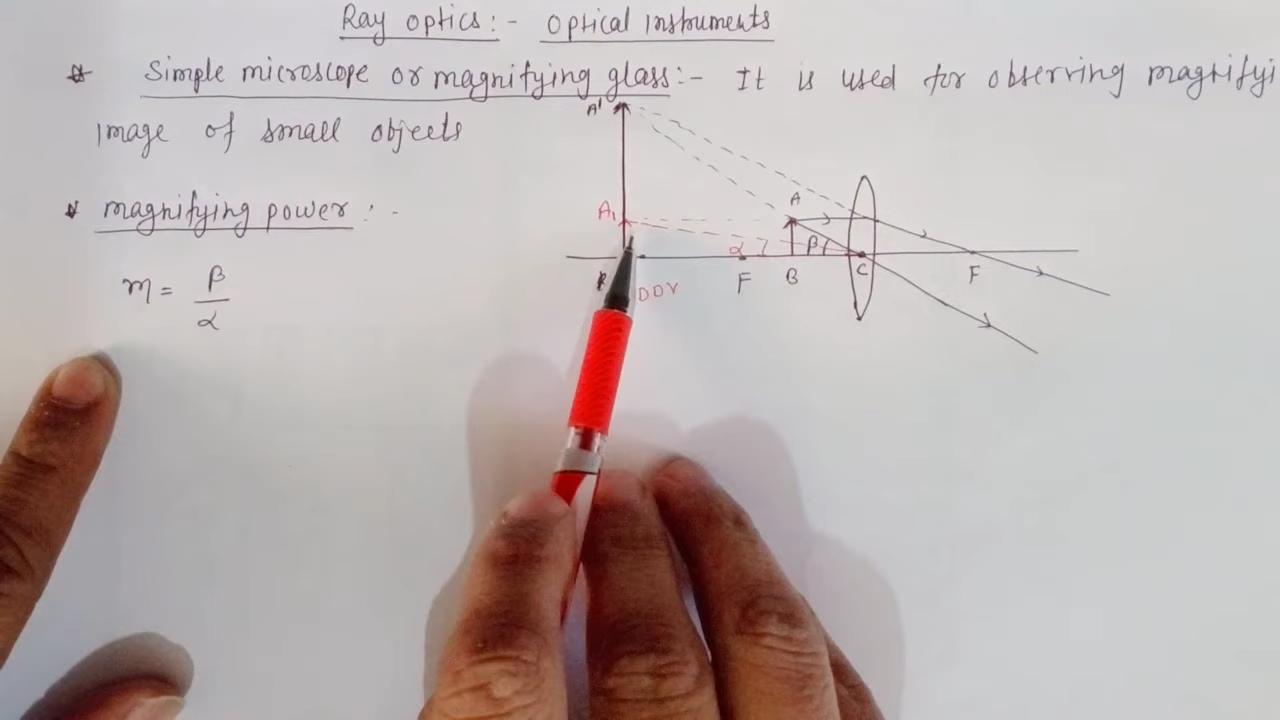 Ray optics:- Optical instruments
* Simple microscope or magnifying glass:- It is used for observing magnifyi
image of small objects
A'
A
* magnifying power:-
A₁
α
β
m = β/α
F
B
C
F
DDV